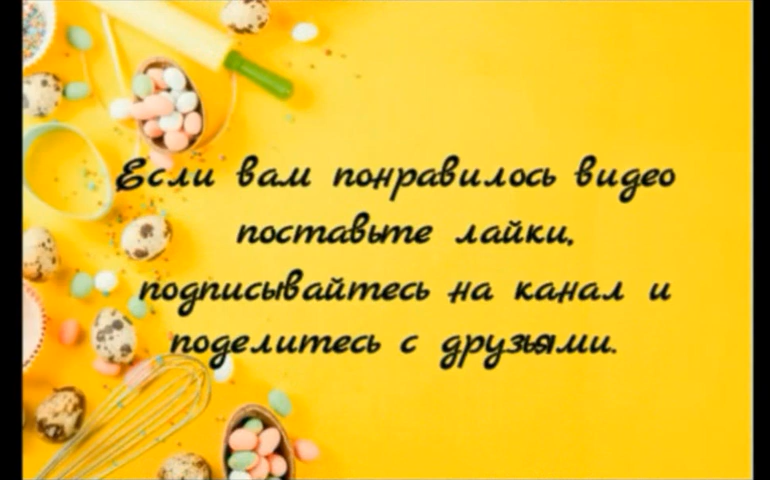 Если вам понравилось видео
поставьте лайки,
подписывайтесь на канал и
поделитесь с друзьями.